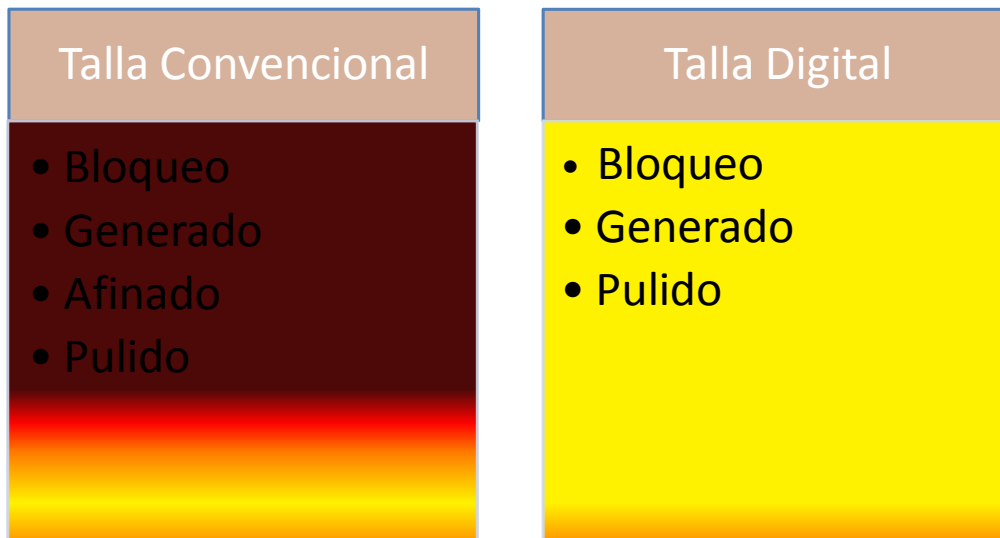 Talla Convencional
• Bloqueo
• Generado
• Afinado
• Pulido
Talla Digital
• Bloqueo
• Generado
• Pulido